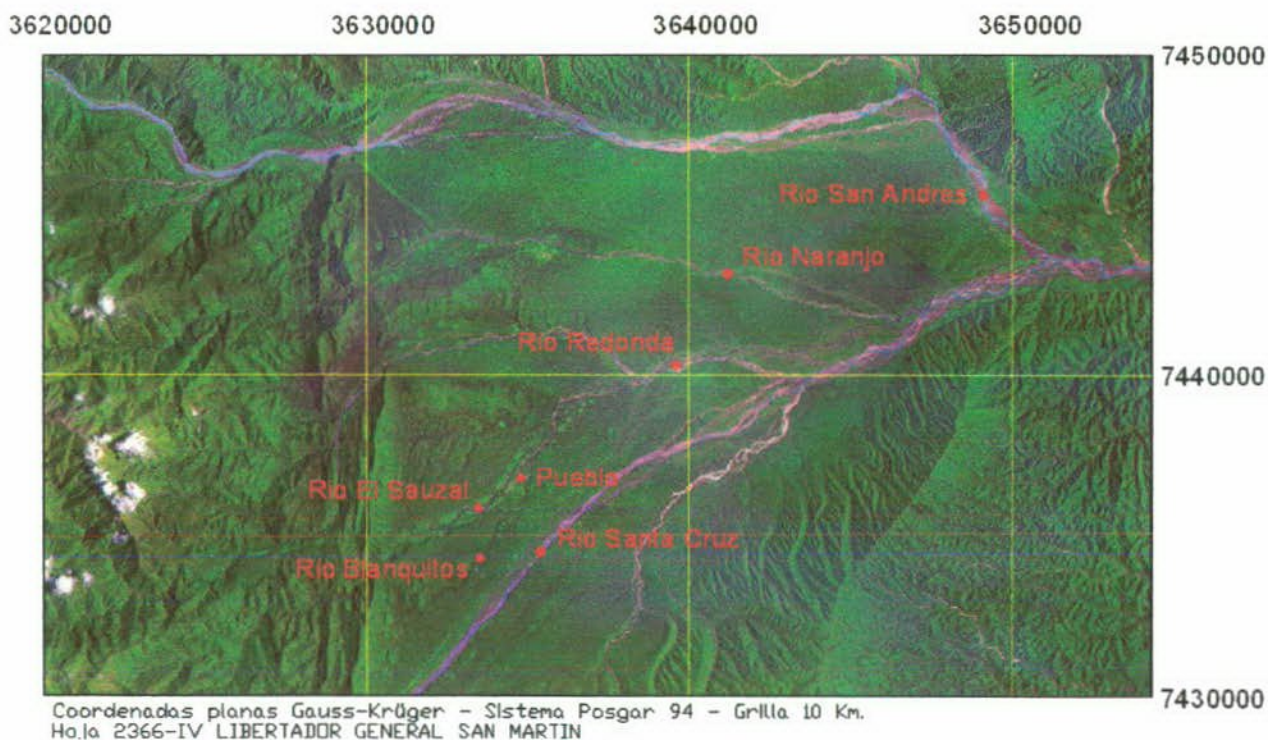 3620000 3630000 3640000 3650000
7450000
Rio San Andres
Rio Naranjo
Rio Redonda
7440000
Pueblo
Rio El Sauzal
Rio Santa Cruz
Rio Blanquitos
7430000
Coordenadas planas Gauss-Krüger - Sistema Posgar 94 - Grilla 10 Km.
Hoja 2366-IV LIBERTADOR GENERAL SAN MARTIN